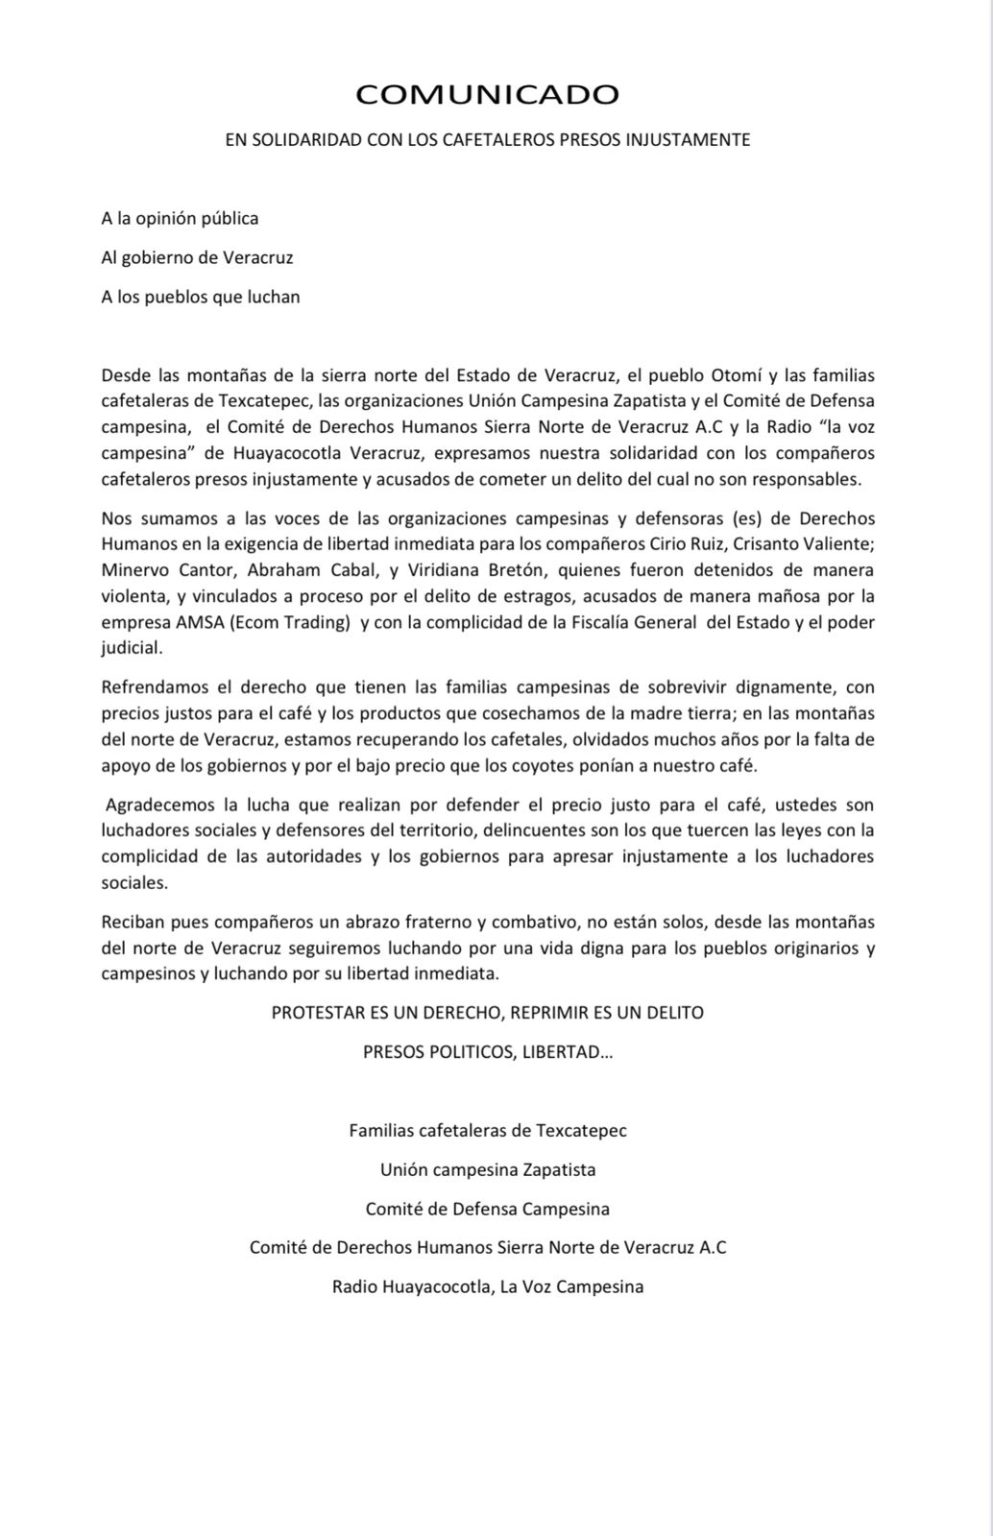 COMUNICADO
EN SOLIDARIDAD CON LOS CAFETALEROS PRESOS INJUSTAMENTE
A la opinión pública
Al gobierno de Veracruz
A los pueblos que luchan
Desde las montañas de la sierra norte del Estado de Veracruz, el pueblo Otomí y las familias
cafetaleras de Texcatepec, las organizaciones Unión Campesina Zapatista y el Comité de Defensa
campesina,  el Comité de Derechos Humanos Sierra Norte de Veracruz A.C y la Radio “la voz
campesina” de Huayacocotla Veracruz, expresamos nuestra solidaridad con los compañeros
cafetaleros presos injustamente y acusados de cometer un delito del cual no son responsables.
Nos sumamos a las voces de las organizaciones campesinas y defensoras (es) de Derechos
Humanos en la exigencia de libertad inmediata para los compañeros Cirio Ruiz, Crisanto Valiente;
Minervo Cantor, Abraham Cabal, y Viridiana Bretón, quienes fueron detenidos de manera
violenta, y vinculados a proceso por el delito de estragos, acusados de manera mañosa por la
empresa AMSA (Ecom Trading)  y con la complicidad de la Fiscalía General  del Estado y el poder
judicial.
Refrendamos el derecho que tienen las familias campesinas de sobrevivir dignamente, con
precios justos para el café y los productos que cosechamos de la madre tierra; en las montañas
del norte de Veracruz, estamos recuperando los cafetales, olvidados muchos años por la falta de
apoyo de los gobiernos y por el bajo precio que los coyotes ponían a nuestro café.
Agradecemos la lucha que realizan por defender el precio justo para el café, ustedes son
luchadores sociales y defensores del territorio, delincuentes son los que tuercen las leyes con la
complicidad de las autoridades y los gobiernos para apresar injustamente a los luchadores
sociales.
Reciban pues compañeros un abrazo fraterno y combativo, no están solos, desde las montañas
del norte de Veracruz seguiremos luchando por una vida digna para los pueblos originarios y
campesinos y luchando por su libertad inmediata.
PROTESTAR ES UN DERECHO, REPRIMIR ES UN DELITO
PRESOS POLITICOS, LIBERTAD...
Familias cafetaleras de Texcatepec
Unión campesina Zapatista
Comité de Defensa Campesina
Comité de Derechos Humanos Sierra Norte de Veracruz A.C
Radio Huayacocotla, La Voz Campesina